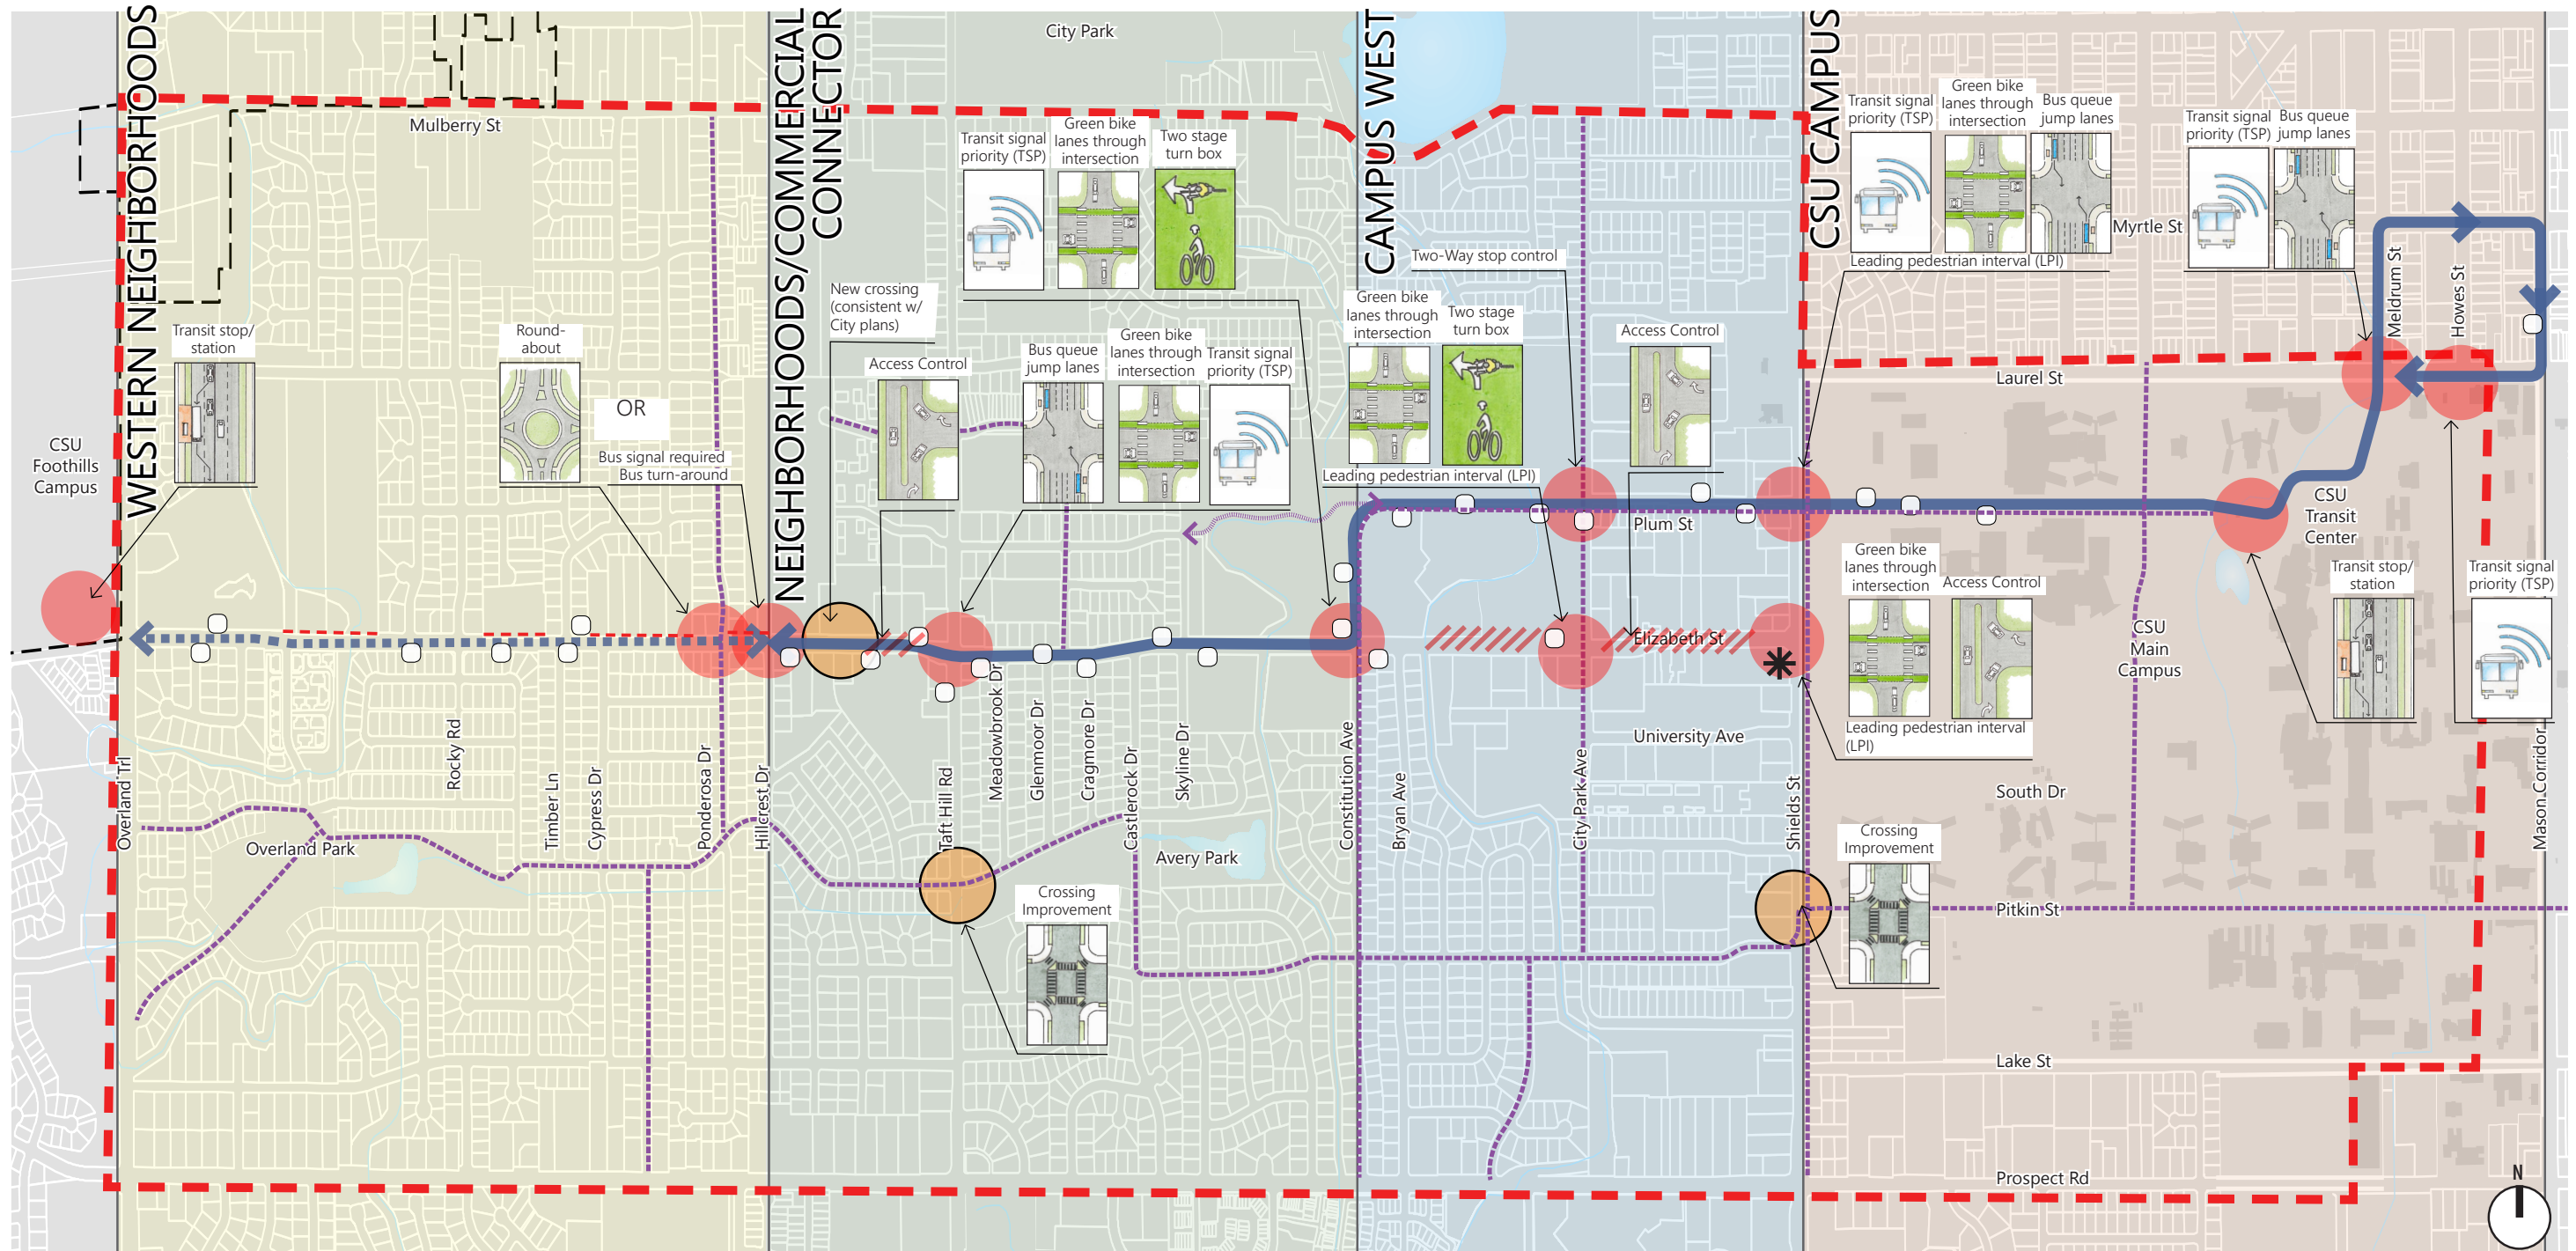 WESTERN NEIGHBORHOODS
NEIGHBORHOODS/COMMERCIAL
CONNECTOR
CAMPUS WEST
CSU CAMPUS
City Park
Mulberry St
CSU
Foothills
Campus
Transit stop/
station
Round-
about
OR
Bus signal required
Bus turn-around
New crossing
(consistent w/
City plans)
Access Control
Transit signal
priority (TSP)
Green bike
lanes through
intersection
Two stage
turn box
Bus queue
jump lanes
Green bike
lanes through
intersection
Transit signal
priority (TSP)
Two-Way stop control
Green bike
lanes through
intersection
Two stage
turn box
Leading pedestrian interval (LPI)
Access Control
Transit signal
priority (TSP)
Green bike
lanes through
intersection
Bus queue
jump lanes
Leading pedestrian interval (LPI)
Myrtle St
Transit signal
priority (TSP)
Bus queue
jump lanes
Meldrum St
Howes St
Laurel St
Plum St
CSU
Transit
Center
Elizabeth St
Green bike
lanes through
intersection
Access Control
Leading pedestrian interval
(LPI)
CSU
Main
Campus
Transit stop/
station
Transit signal
priority (TSP)
University Ave
South Dr
Overland Trl
Rocky Rd
Timber Ln
Cypress Dr
Ponderosa Dr
Hillcrest Dr
Taft Hill Rd
Meadowbrook Dr
Glenmoor Dr
Cragmore Dr
Castlerock Dr
Skyline Dr
Constitution Ave
Bryan Ave
City Park Ave
Shields St
Mason Corridor
Overland Park
Avery Park
Crossing
Improvement
Crossing
Improvement
Pitkin St
Lake St
Prospect Rd
N